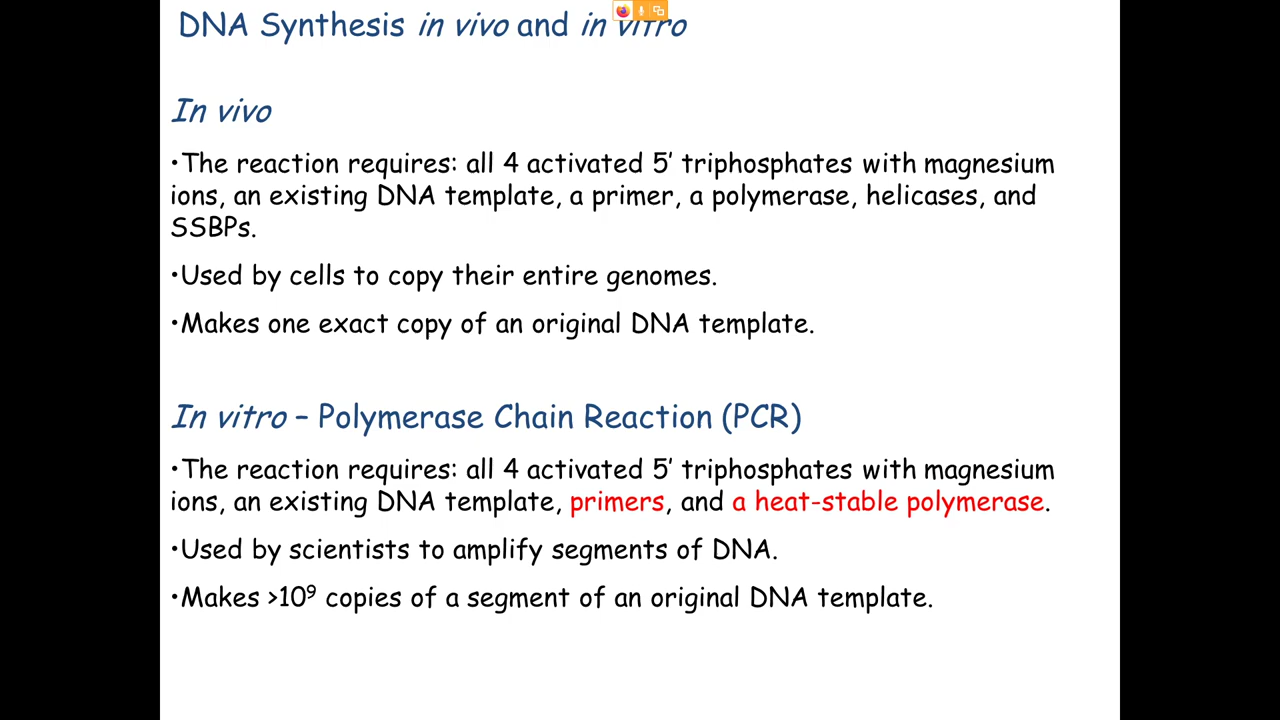 DNA Synthesis in vivo and in vitro
In vivo
•The reaction requires: all 4 activated 5’ triphosphates with magnesium
ions, an existing DNA template, a primer, a polymerase, helicases, and
SSBPs.
•Used by cells to copy their entire genomes.
•Makes one exact copy of an original DNA template.
In vitro – Polymerase Chain Reaction (PCR)
•The reaction requires: all 4 activated 5’ triphosphates with magnesium
ions, an existing DNA template, primers, and a heat-stable polymerase.
•Used by scientists to amplify segments of DNA.
•Makes >10⁹ copies of a segment of an original DNA template.